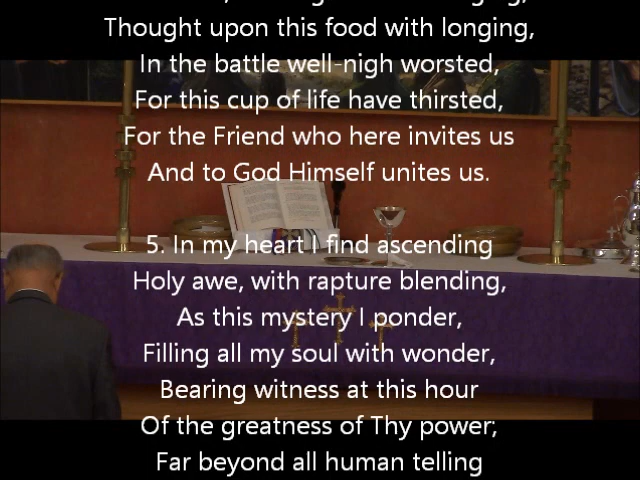 Thought upon this food with longing,
In the battle well-nigh worsted,
For this cup of life have thirsted,
For the Friend who here invites us
And to God Himself unites us.
5. In my heart I find ascending
Holy awe, with rapture blending,
As this mystery I ponder,
Filling all my soul with wonder,
Bearing witness at this hour
Of the greatness of Thy power;
Far beyond all human telling